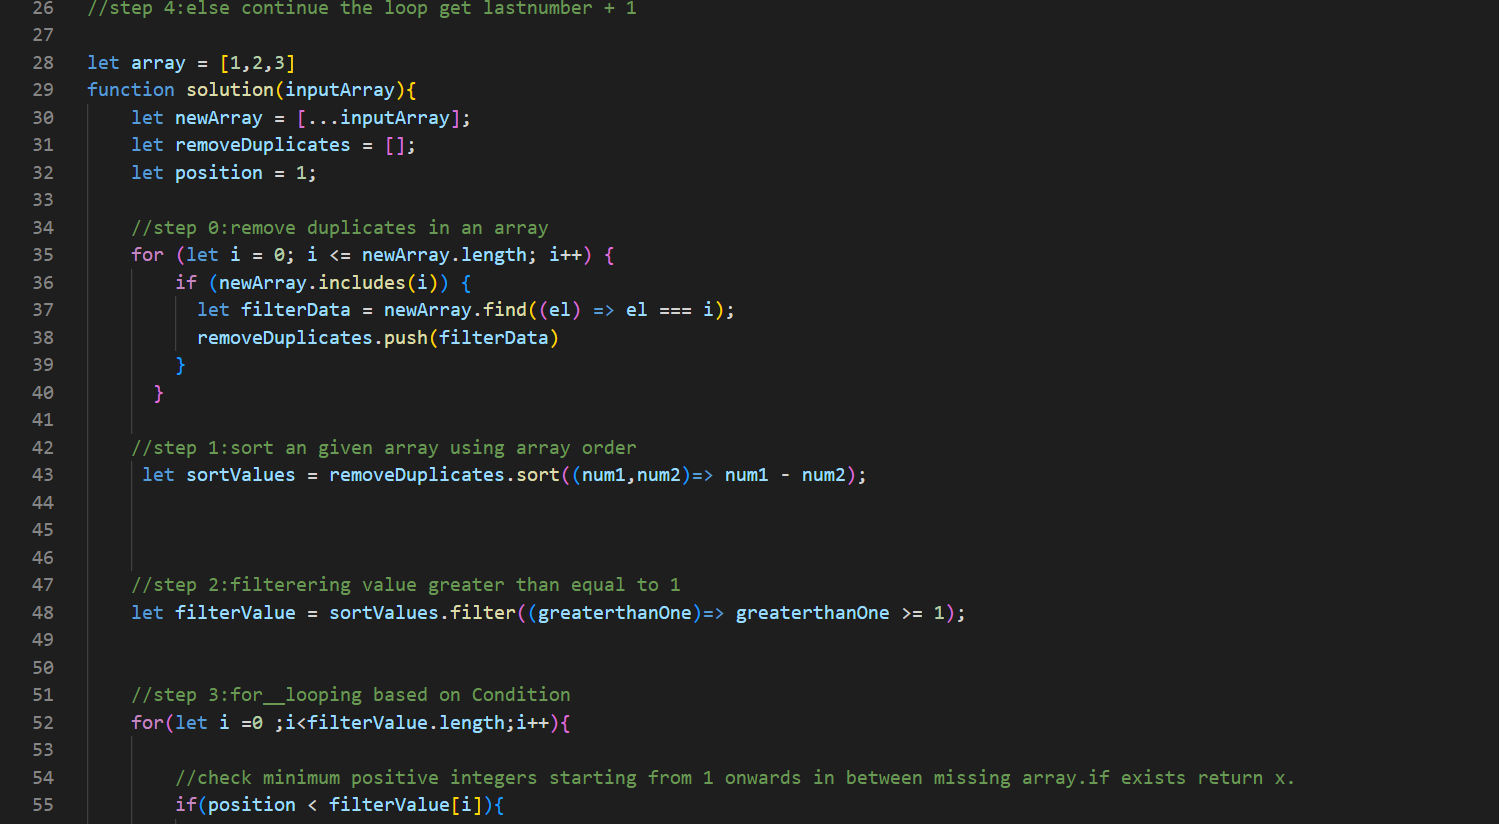 26 //step 4:else continue the loop get lastnumber + 1
27
28 let array = [1,2,3]
29 function solution(inputArray){
30 let newArray = [...inputArray];
31 let removeDuplicates = [];
32 let position = 1;
33
34 //step 0:remove duplicates in an array
35 for (let i = 0; i <= newArray.length; i++) {
36 if (newArray.includes(i)) {
37 let filterData = newArray.find((el) => el === i);
38 removeDuplicates.push(filterData)
39 }
40 }
41
42 //step 1:sort an given array using array order
43 let sortValues = removeDuplicates.sort((num1,num2)=> num1 - num2);
44
45
46
47 //step 2:filterering value greater than equal to 1
48 let filterValue = sortValues.filter((greaterthanOne)=> greaterthanOne >= 1);
49
50
51 //step 3:for__looping based on Condition
52 for(let i =0 ;i<filterValue.length;i++){
53
54 //check minimum positive integers starting from 1 onwards in between missing array.if exists return x.
55 if(position < filterValue[i]){